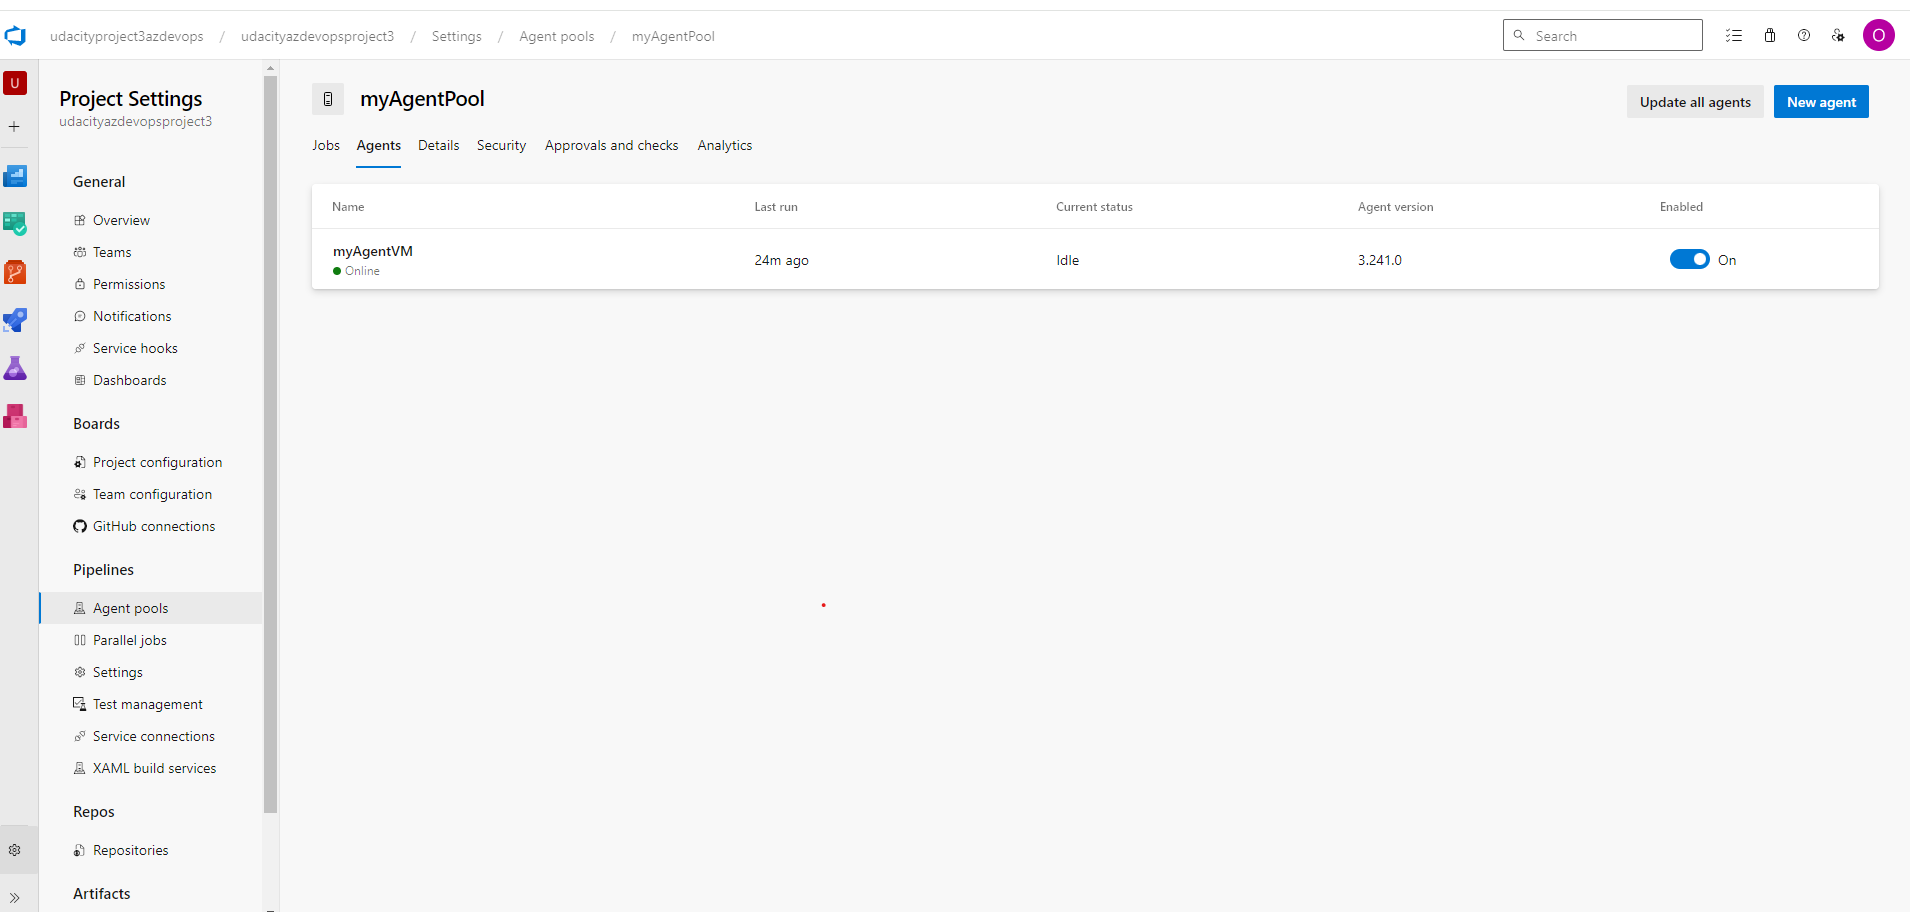 udacityproject3azdevops / udacityazdevopsproject3 / Settings / Agent pools / myAgentPool
Search
O
U
Project Settings
udacityazdevopsproject3
General
Overview
Teams
Permissions
Notifications
Service hooks
Dashboards
Boards
Project configuration
Team configuration
GitHub connections
Pipelines
Agent pools
Parallel jobs
Settings
Test management
Service connections
XAML build services
Repos
Repositories
Artifacts
myAgentPool
Update all agents
New agent
Jobs Agents Details Security Approvals and checks Analytics
Name Last run Current status Agent version Enabled
myAgentVM 24m ago Idle 3.241.0 On
Online